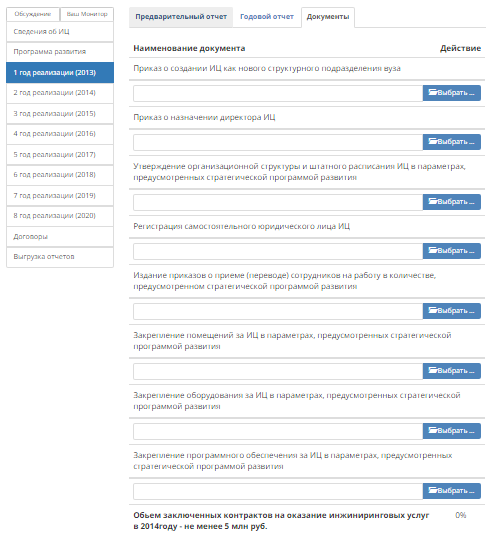 Обсуждение
Ваш Монитор
Сведения об ИЦ
Программа развития
1 год реализации (2013)
2 год реализации (2014)
3 год реализации (2015)
4 год реализации (2016)
5 год реализации (2017)
6 год реализации (2018)
7 год реализации (2019)
8 год реализации (2020)
Договоры
Выгрузка отчетов
Предварительный отчет
Годовой отчет
Документы
Наименование документа
Действие
Приказ о создании ИЦ как нового структурного подразделения вуза
Выбрать ...
Приказ о назначении директора ИЦ
Выбрать ...
Утверждение организационной структуры и штатного расписания ИЦ в параметрах,
предусмотренных стратегической программой развития
Выбрать ...
Регистрация самостоятельного юридического лица ИЦ
Выбрать ...
Издание приказов о приеме (переводе) сотрудников на работу в количестве,
предусмотренном стратегической программой развития
Выбрать ...
Закрепление помещений за ИЦ в параметрах, предусмотренных стратегической
программой развития
Выбрать ...
Закрепление оборудования за ИЦ в параметрах, предусмотренных стратегической
программой развития
Выбрать ...
Закрепление программного обеспечения за ИЦ в параметрах, предусмотренных
стратегической программой развития
Выбрать ...
Обьем заключенных контрактов на оказание инжиниринговых услуг
в 2014году - не менее 5 млн руб.
0%